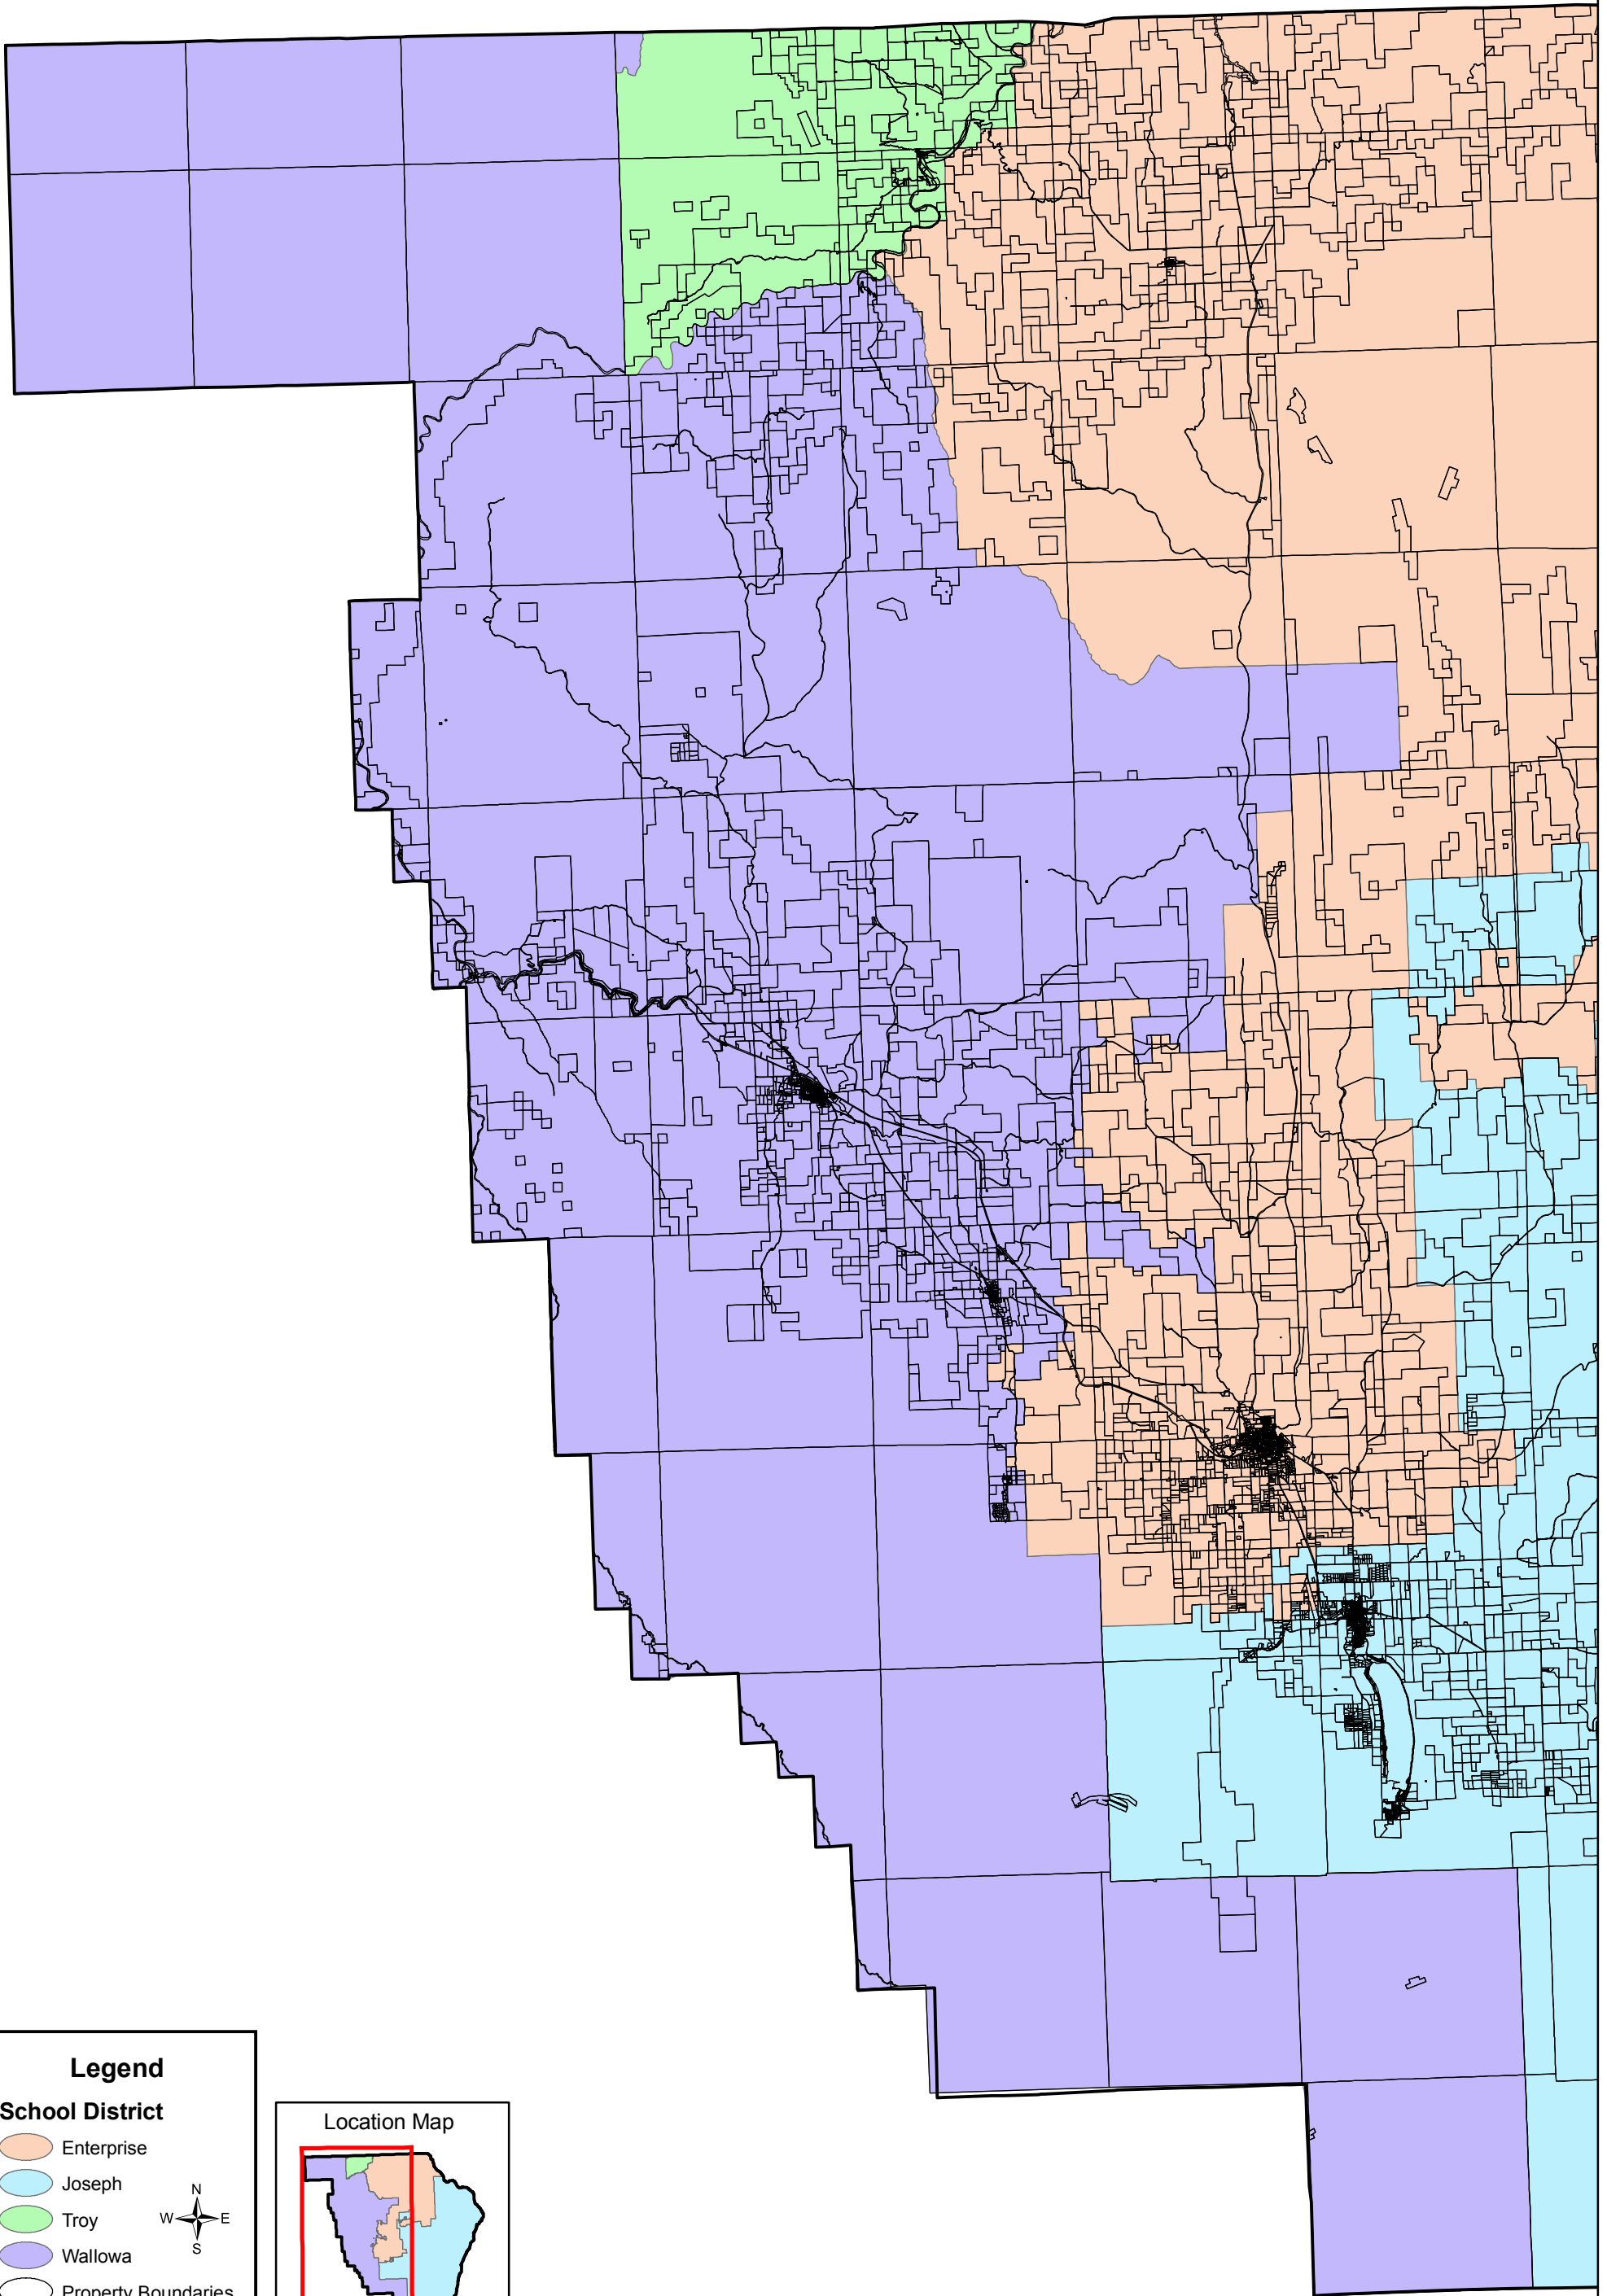 Legend
School District
Enterprise
Joseph
Troy
Wallowa
Property Boundaries
N
W E
S
Location Map